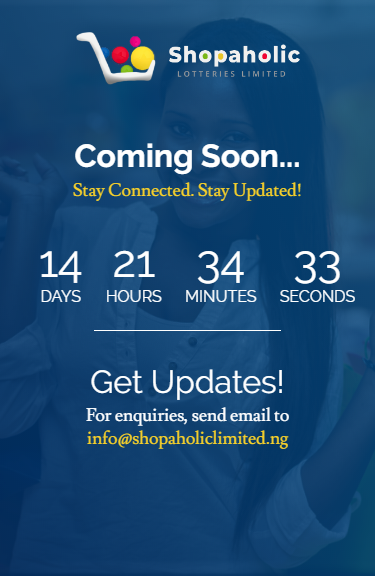 Shopaholic
LOTTERIES LIMITED
Coming Soon...
Stay Connected. Stay Updated!
14 21 34 33
DAYS HOURS MINUTES SECONDS
Get Updates!
For enquiries, send email to
info@shopaholiclimited.ng